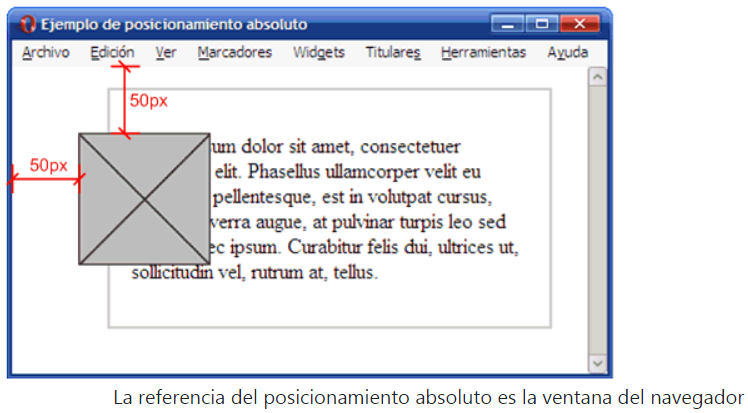 Ejemplo de posicionamiento absoluto
Archivo Edición Ver Marcadores Widgets Titulares Herramientas Ayuda
50px
50px
um dolor sit amet, consectetuer
elit. Phasellus ullamcorper velit eu
pellentesque, est in volutpat cursus,
verra augue, at pulvinar turpis leo sed
ec ipsum. Curabitur felis dui, ultrices ut,
sollicitudin vel, rutrum at, tellus.
La referencia del posicionamiento absoluto es la ventana del navegador